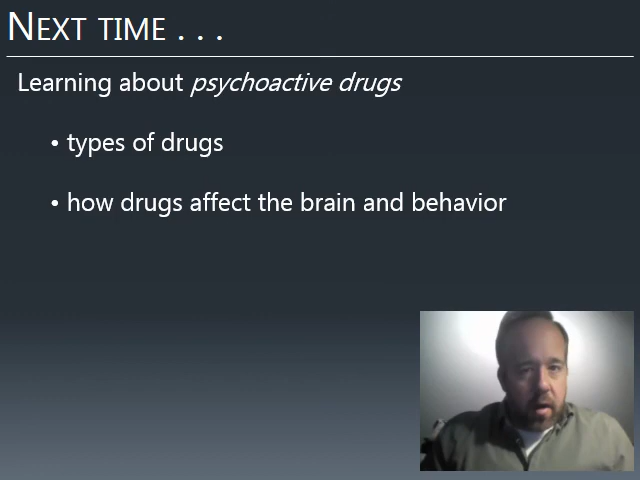 NEXT TIME . . .
Learning about psychoactive drugs
• types of drugs
• how drugs affect the brain and behavior